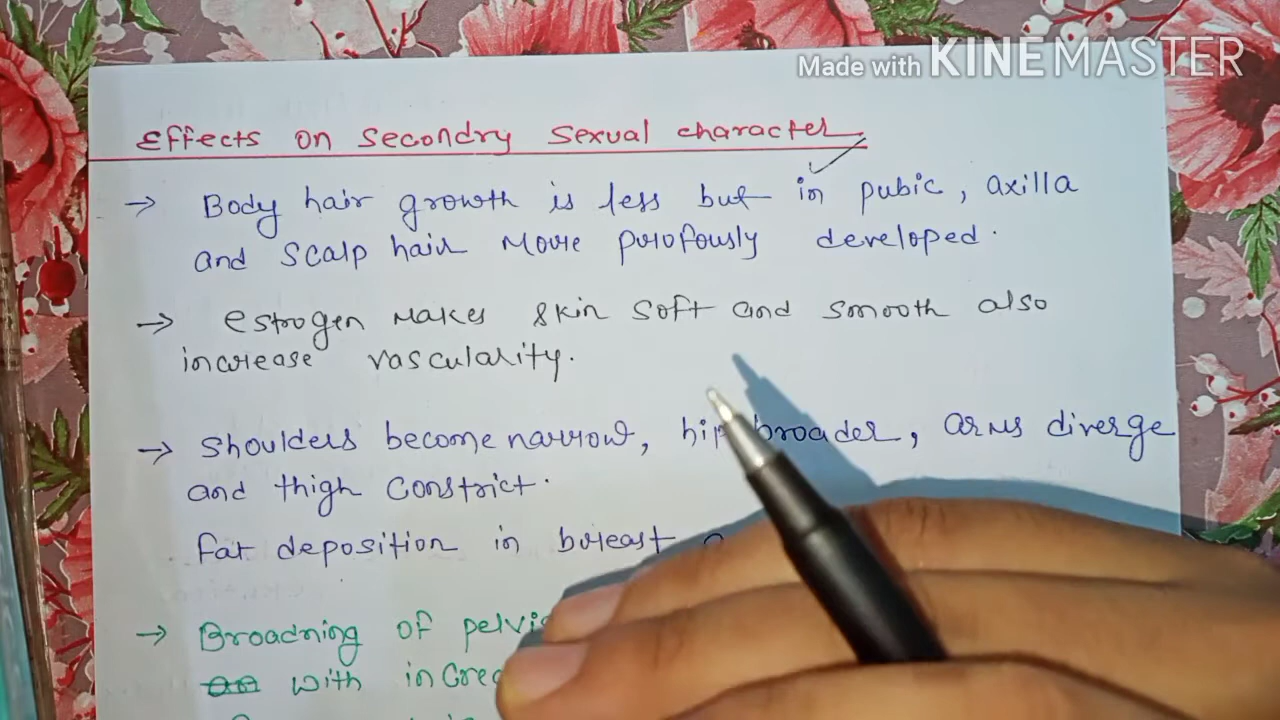 Made with KINEMASTER
Effects on Secondry Sexual character
→ Body hair growth is less but in pubic, axilla
and scalp hair more purofously developed.
→ estrogen makes skin soft and smooth also
increase vascularity.
→ Shoulders become narrow, hip broader, arms diverge
and thigh constrict.
Fat deposition in breast
→ Broadning of pelvis
with